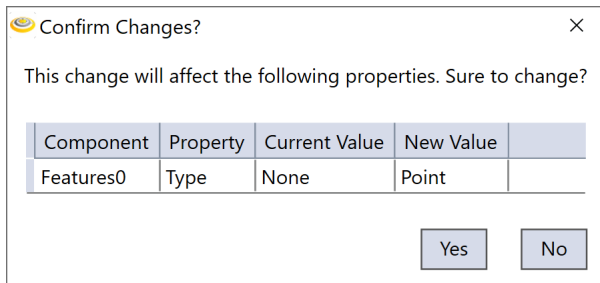 Confirm Changes?
This change will affect the following properties. Sure to change?
Component Property Current Value New Value
Features0 Type None Point
Yes No